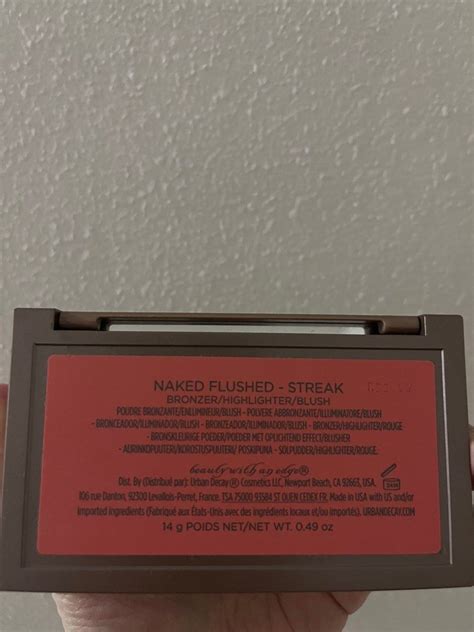 NAKED FLUSHED - STREAK
BRONZER/HIGHLIGHTER/BLUSH
POUDRE BRONZANTE/ENLUMINEUR/BLUSH - POLVERE ABBRONZANTE/ILLUMINATORE/BLUSH
- BRONCEADOR/ILUMINADOR/BLUSH - BRONZEADOR/ILUMINADOR/BLUSH - BRONZER/HIGHLIGHTER/ROUGE
- BRONSKLEURIGE POEDER/POEDER MET OPLICHTEND EFFECT/BLUSHER
- AURINKOPUUTERI/KOROSTUSPUUTERI/ POSKIPUNA - SOLPUDDER/HIGHLIGHTER/ROUGE.
beauty with an edge®
Dist. By (Distribué par): Urban Decay® Cosmetics LLC, Newport Beach, CA 92663, USA.
106 rue Danton, 92300 Levallois-Perret, France. TSA 75000 93584 ST OUEN CEDEX FR. Made in USA with US and/or
imported ingredients (Fabriqué aux États-Unis avec des ingrédients locaux et/ou importés). URBANDECAY.COM
14 g POIDS NET/NET WT. 0.49 oz